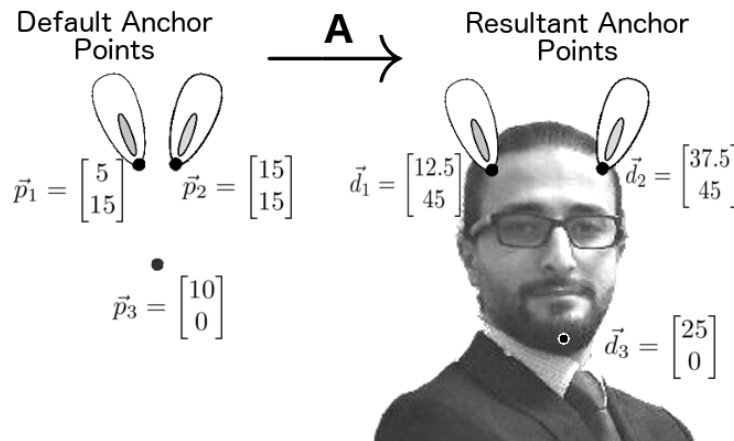 Default Anchor Points
A
Resultant Anchor Points
p⃗₁ = [5 15]
p⃗₂ = [15 15]
d⃗₁ = [12.5 45]
d⃗₂ = [37.5 45]
p⃗₃ = [10 0]
d⃗₃ = [25 0]